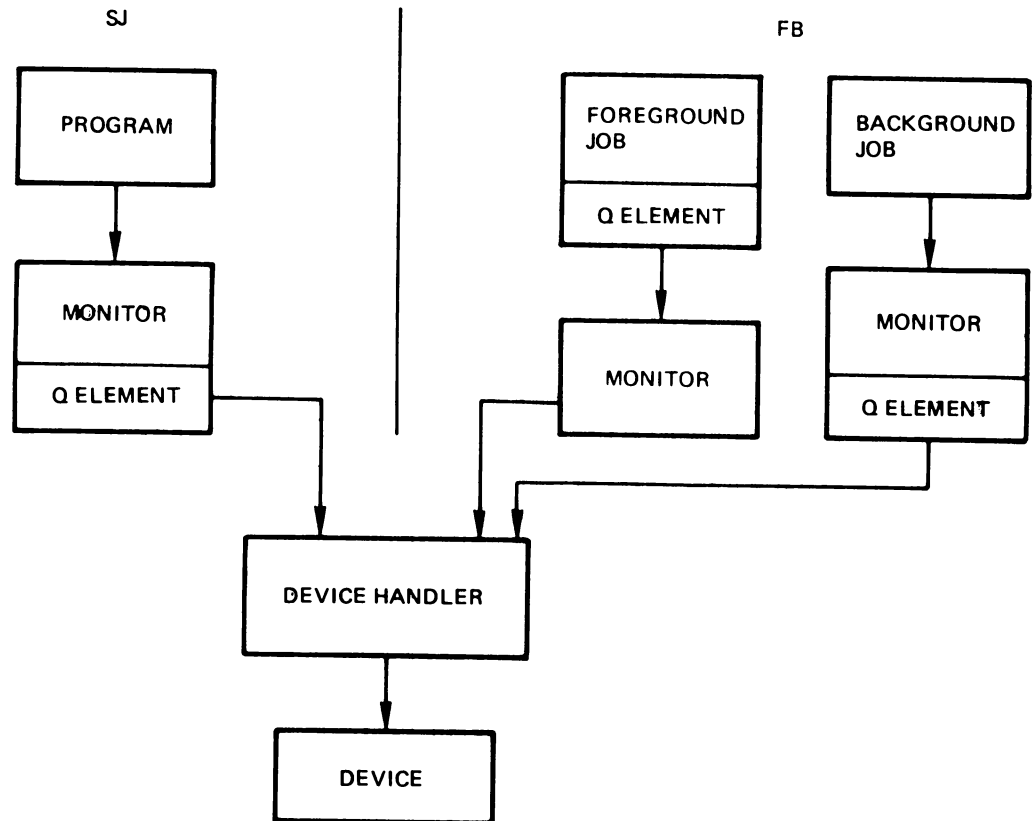 SJ
FB
PROGRAM
FOREGROUND
JOB
BACKGROUND
JOB
Q ELEMENT
MONITOR
MONITOR
MONITOR
Q ELEMENT
Q ELEMENT
DEVICE HANDLER
DEVICE